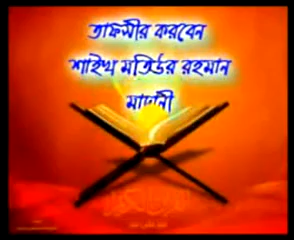 তাফসীর করবেন
শাইখ মতিউর রহমান
মাদানী